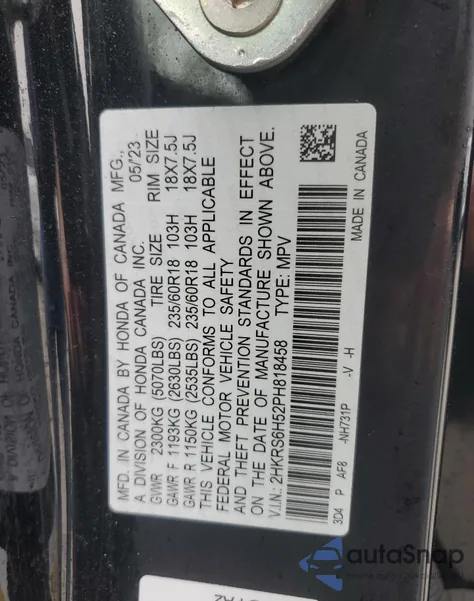 MFD. IN CANADA BY HONDA OF CANADA MFG.,
A DIVISION OF HONDA CANADA INC. 05/'23
GVWR 2300KG (5070LBS) TIRE SIZE RIM SIZE
GAWR F 1193KG (2630LBS) 235/60R18 103H 18X7.5J
GAWR R 1150KG (2535LBS) 235/60R18 103H 18X7.5J
THIS VEHICLE CONFORMS TO ALL APPLICABLE
FEDERAL MOTOR VEHICLE SAFETY
AND THEFT PREVENTION STANDARDS IN EFFECT
ON THE DATE OF MANUFACTURE SHOWN ABOVE.
V.I.N.: 2HKRS6H52PH818458 TYPE: MPV
3D4 P AF8 -NH731P -V -H
MADE IN CANADA
autoSnap